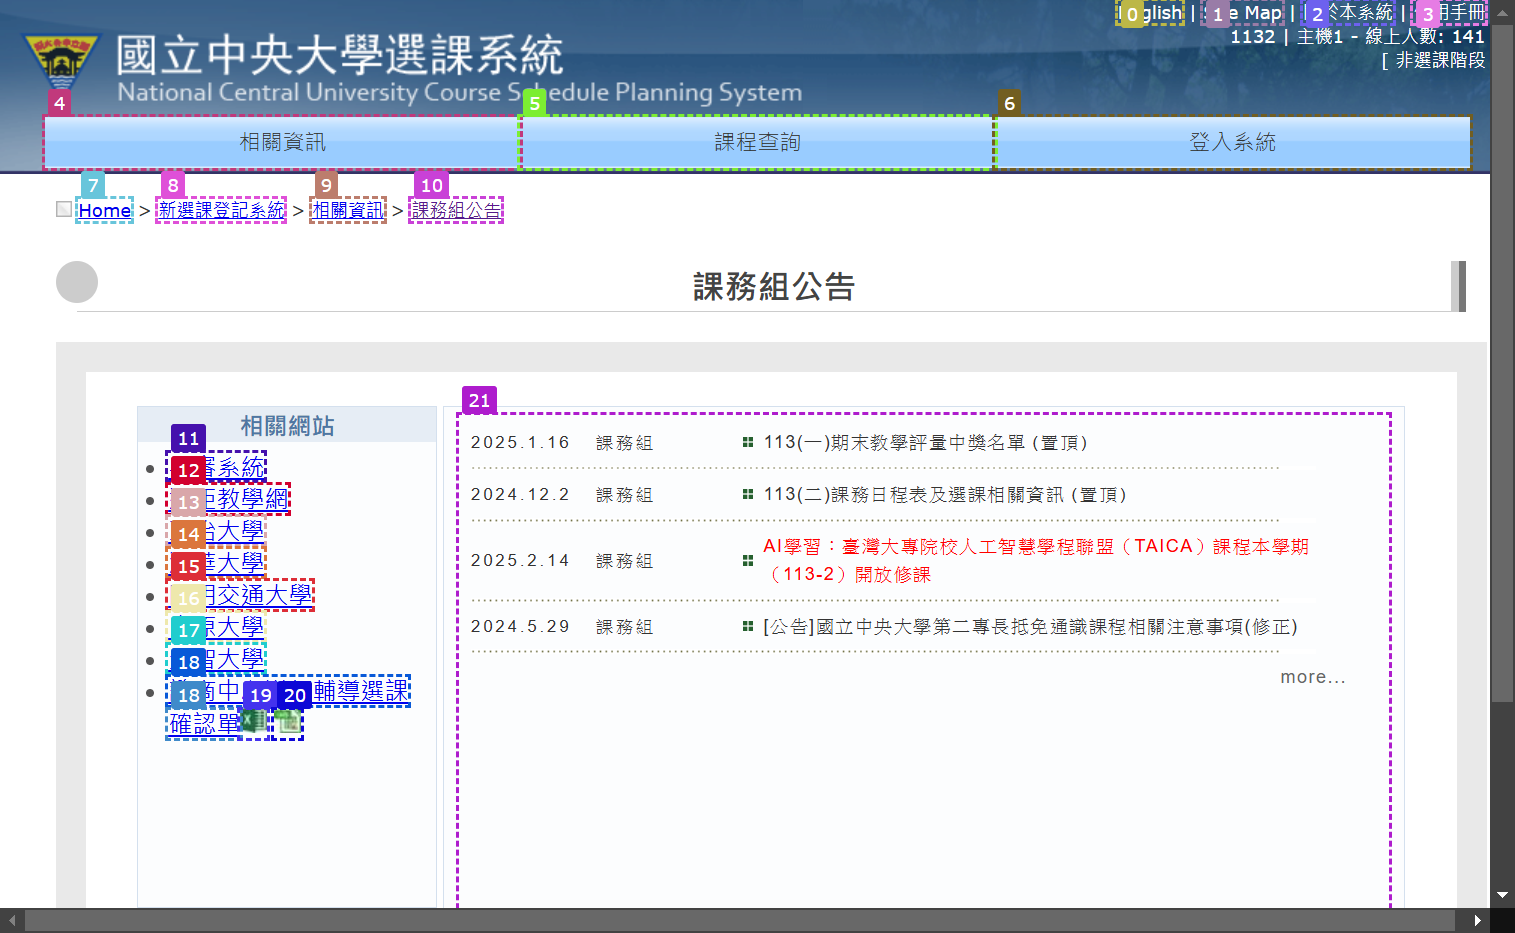 English | Site Map | 於本系統 | 用手冊
1132 | 主機1 - 線上人數: 141
[ 非選課階段
國立中央大學選課系統
National Central University Course Schedule Planning System
4 5 6
相關資訊 課程查詢 登入系統
7 8 9 10
Home > 新選課登記系統 > 相關資訊 > 課務組公告
課務組公告
相關網站
11
審系統
12
教學網
13
大學
14
大學
15
交通大學
16
大學
17
大學
18
輔導選課
18 19 20
確認單
21
2025.1.16 課務組 113(一)期末教學評量中獎名單 (置頂)
2024.12.2 課務組 113(二)課務日程表及選課相關資訊 (置頂)
2025.2.14 課務組 AI學習：臺灣大專院校人工智慧學程聯盟（TAICA）課程本學期
（113-2）開放修課
2024.5.29 課務組 [公告]國立中央大學第二專長抵免通識課程相關注意事項(修正)
more...